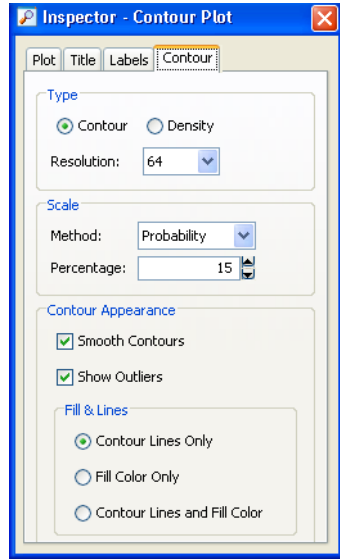 Inspector - Contour Plot
Plot Title Labels Contour
Type
Contour Density
Resolution: 64
Scale
Method: Probability
Percentage: 15
Contour Appearance
Smooth Contours
Show Outliers
Fill & Lines
Contour Lines Only
Fill Color Only
Contour Lines and Fill Color